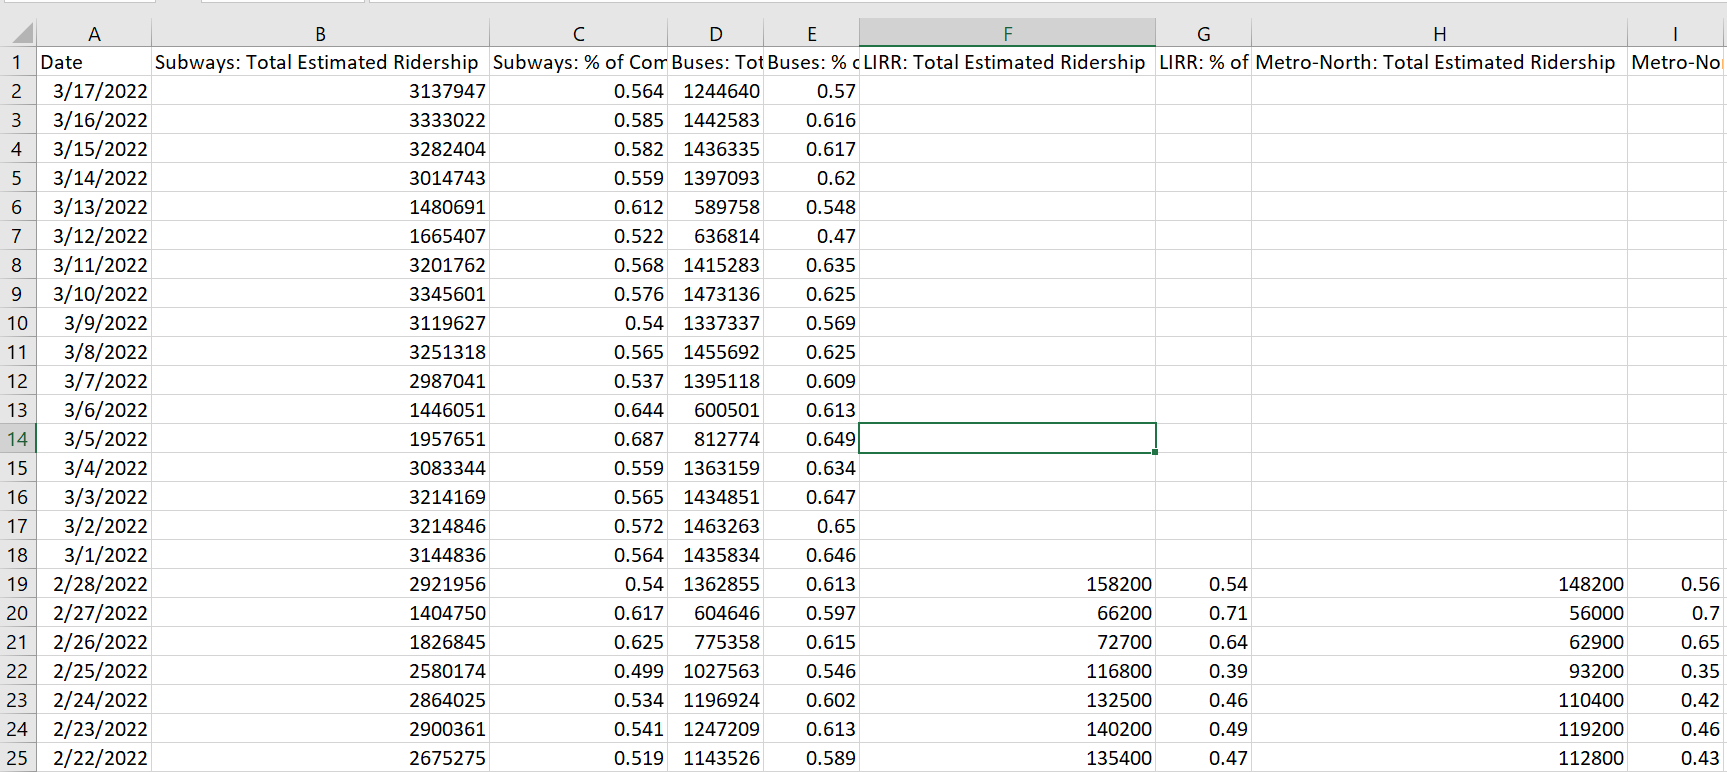 A B C D E F G H I
1 Date Subways: Total Estimated Ridership Subways: % of Com Buses: Tot Buses: % c LIRR: Total Estimated Ridership LIRR: % of Metro-North: Total Estimated Ridership Metro-No
2 3/17/2022 3137947 0.564 1244640 0.57
3 3/16/2022 3333022 0.585 1442583 0.616
4 3/15/2022 3282404 0.582 1436335 0.617
5 3/14/2022 3014743 0.559 1397093 0.62
6 3/13/2022 1480691 0.612 589758 0.548
7 3/12/2022 1665407 0.522 636814 0.47
8 3/11/2022 3201762 0.568 1415283 0.635
9 3/10/2022 3345601 0.576 1473136 0.625
10 3/9/2022 3119627 0.54 1337337 0.569
11 3/8/2022 3251318 0.565 1455692 0.625
12 3/7/2022 2987041 0.537 1395118 0.609
13 3/6/2022 1446051 0.644 600501 0.613
14 3/5/2022 1957651 0.687 812774 0.649
15 3/4/2022 3083344 0.559 1363159 0.634
16 3/3/2022 3214169 0.565 1434851 0.647
17 3/2/2022 3214846 0.572 1463263 0.65
18 3/1/2022 3144836 0.564 1435834 0.646
19 2/28/2022 2921956 0.54 1362855 0.613 158200 0.54 148200 0.56
20 2/27/2022 1404750 0.617 604646 0.597 66200 0.71 56000 0.7
21 2/26/2022 1826845 0.625 775358 0.615 72700 0.64 62900 0.65
22 2/25/2022 2580174 0.499 1027563 0.546 116800 0.39 93200 0.35
23 2/24/2022 2864025 0.534 1196924 0.602 132500 0.46 110400 0.42
24 2/23/2022 2900361 0.541 1247209 0.613 140200 0.49 119200 0.46
25 2/22/2022 2675275 0.519 1143526 0.589 135400 0.47 112800 0.43